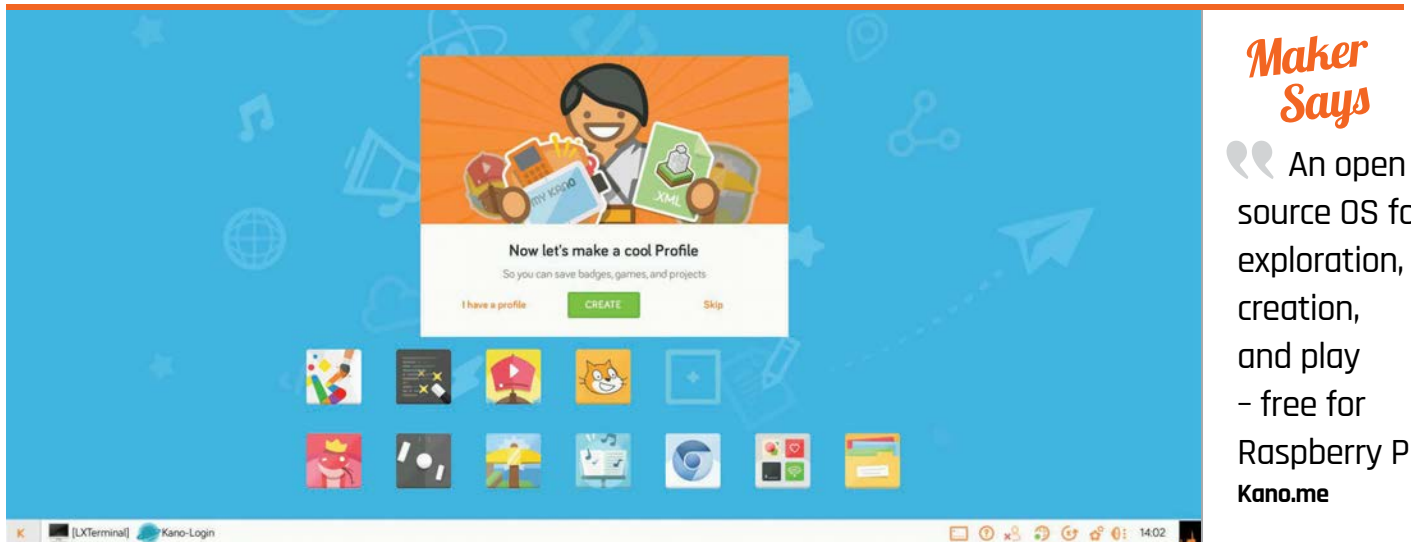 MY KANO
.XML
Now let's make a cool Profile
So you can save badges, games, and projects
I have a profile
CREATE
Skip
K
[LXTerminal]
Kano-Login
14:02
Maker
Says
An open
source OS fo
exploration,
creation,
and play
– free for
Raspberry P
Kano.me